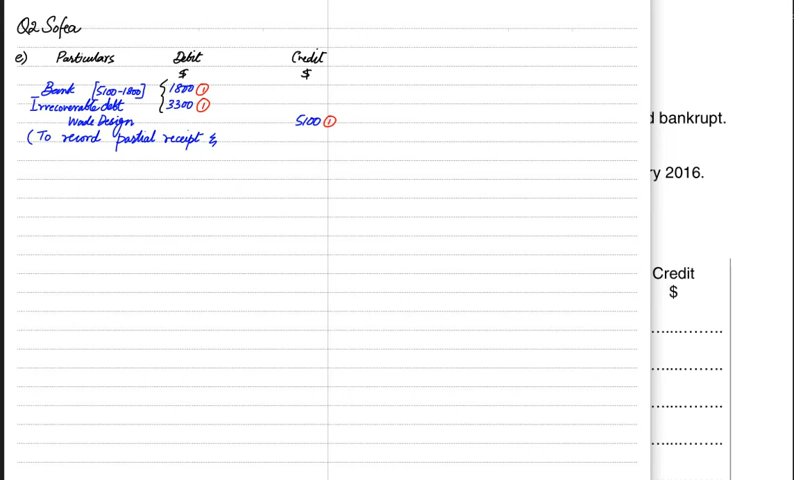 Q2 Sofea
e) Particulars Debit Credit
$ $
Bank [5100-1800] { 1800 ①
Irrecoverable debt { 3300 ①
Wade Design 5100 ①
( To record partial receipt &
d bankrupt.
ry 2016.
Credit
$